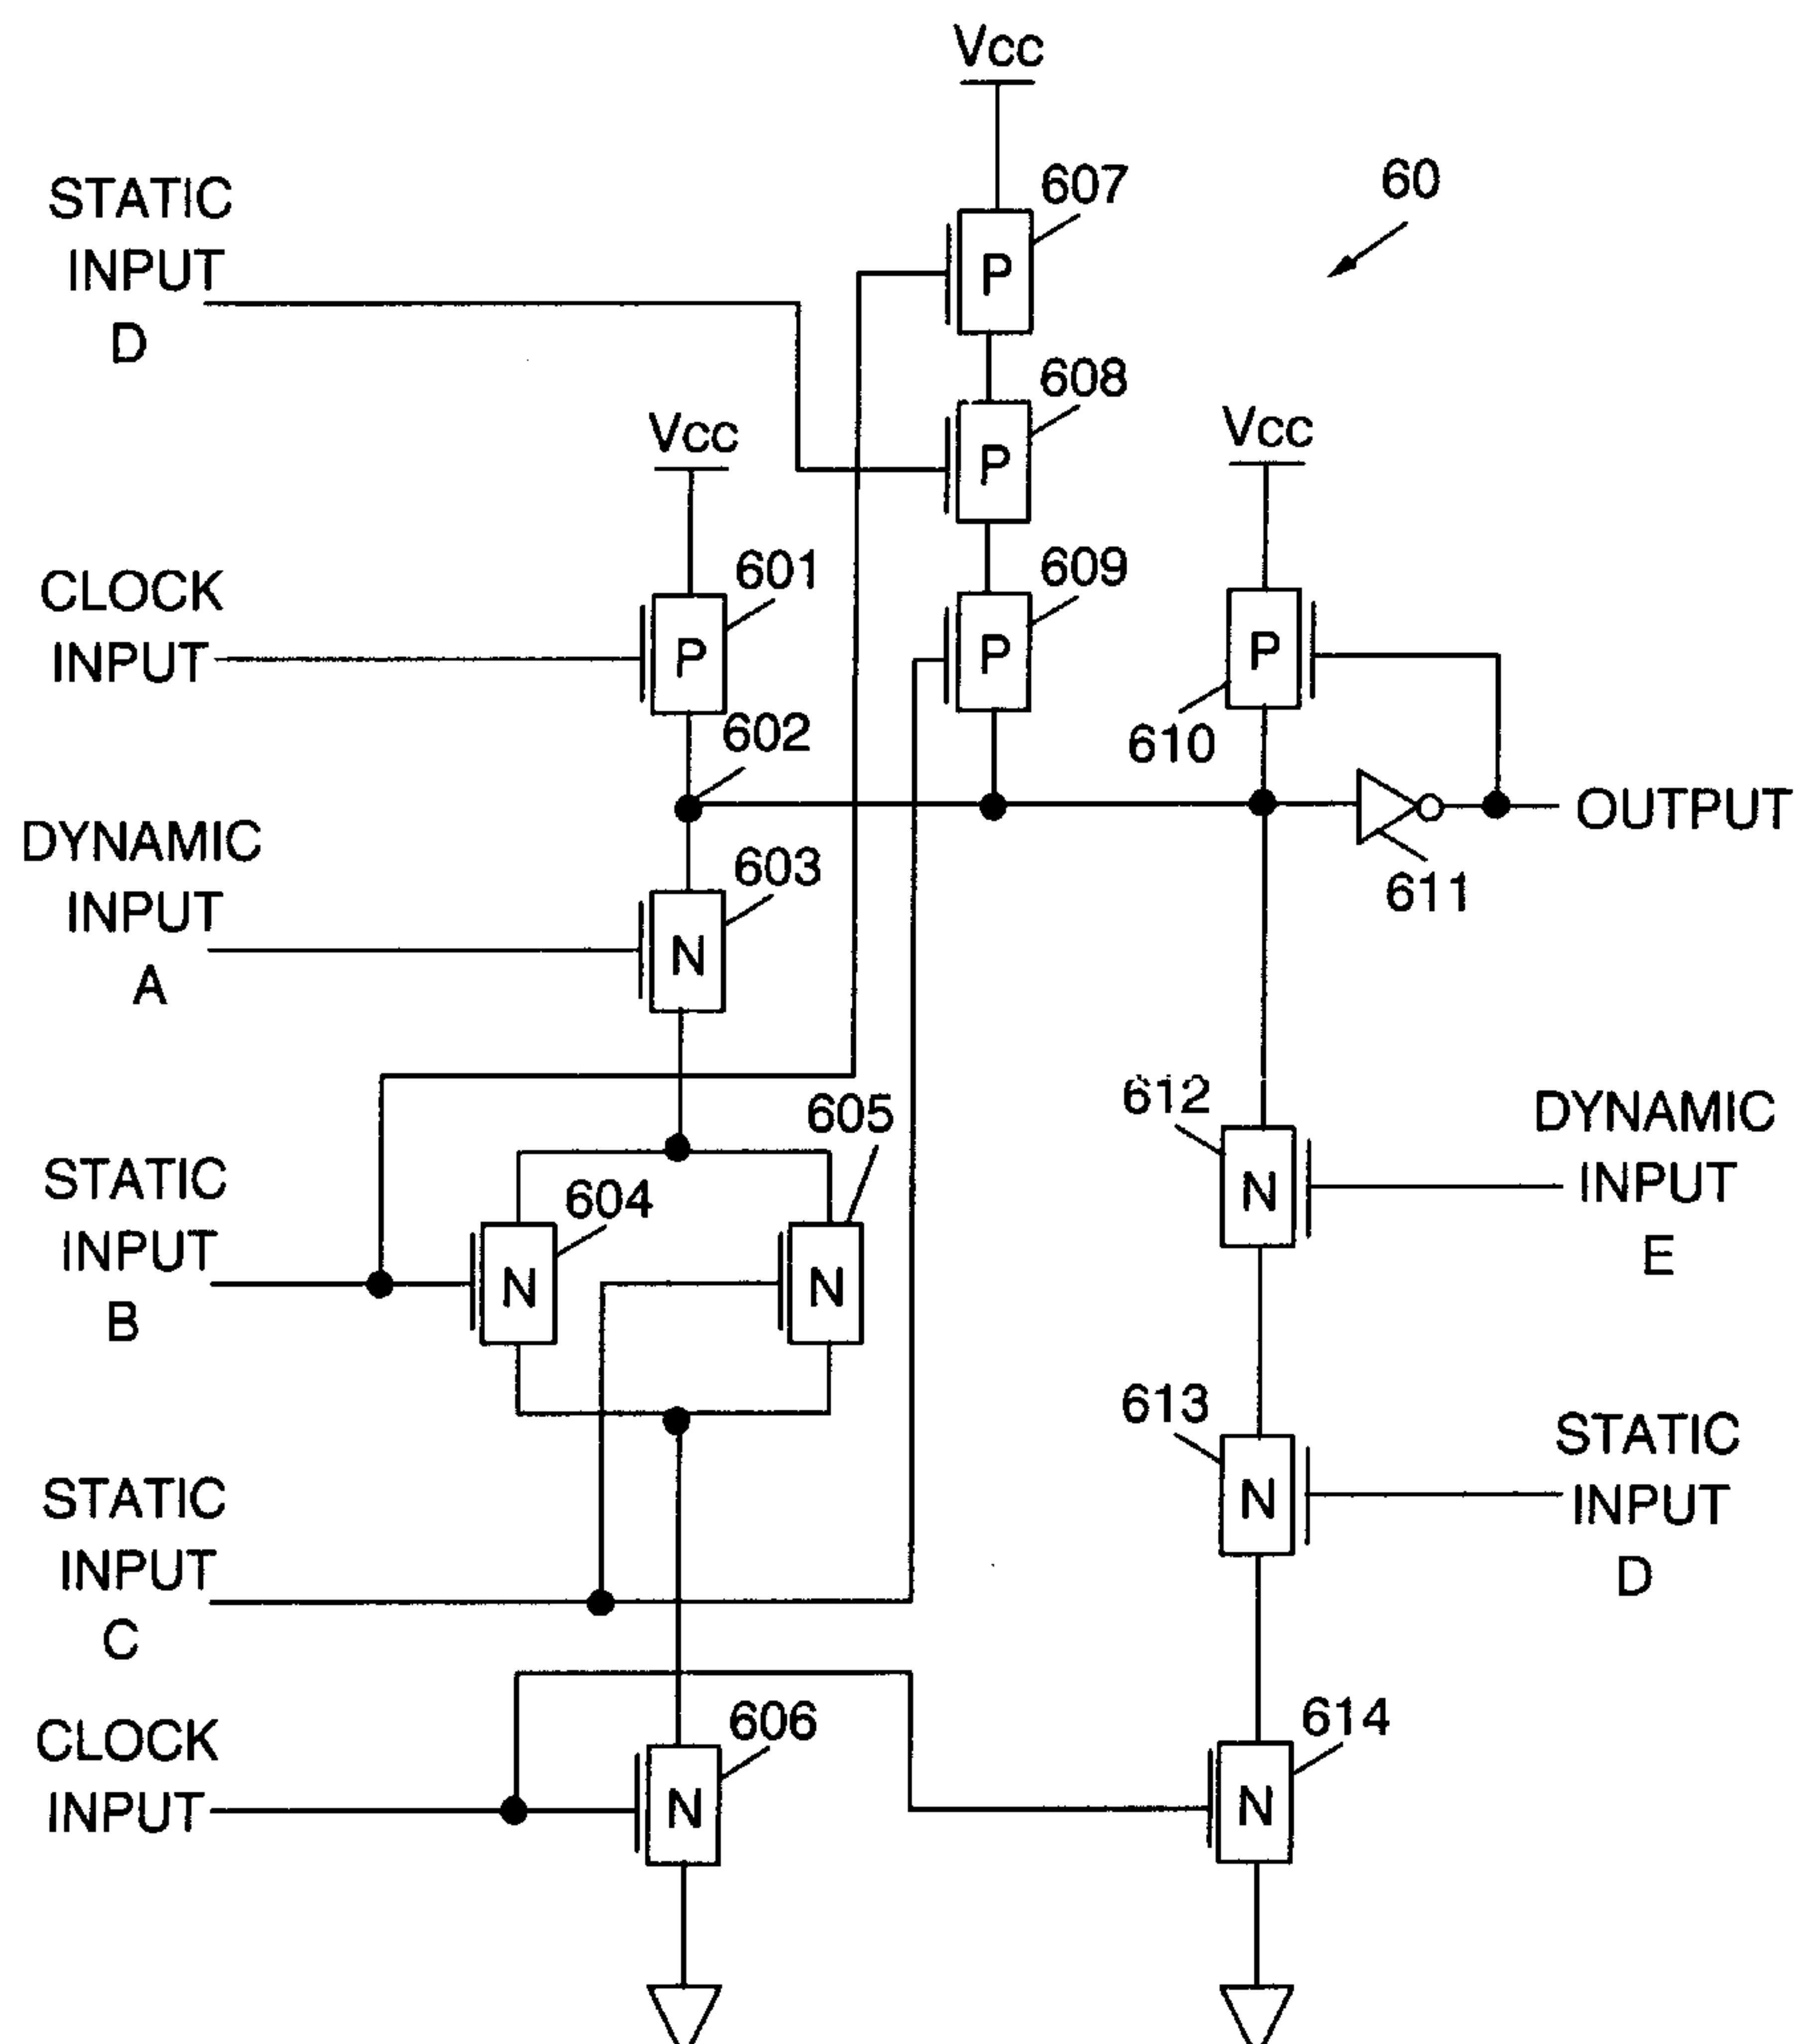 Vcc
607
60
STATIC
INPUT
D
P
608
Vcc
Vcc
P
601
609
CLOCK
INPUT
P
P
P
602
610
OUTPUT
611
DYNAMIC
INPUT
A
603
N
612
DYNAMIC
INPUT
E
605
N
STATIC
INPUT
B
604
N
N
613
STATIC
INPUT
D
N
STATIC
INPUT
C
CLOCK
INPUT
606
614
N
N